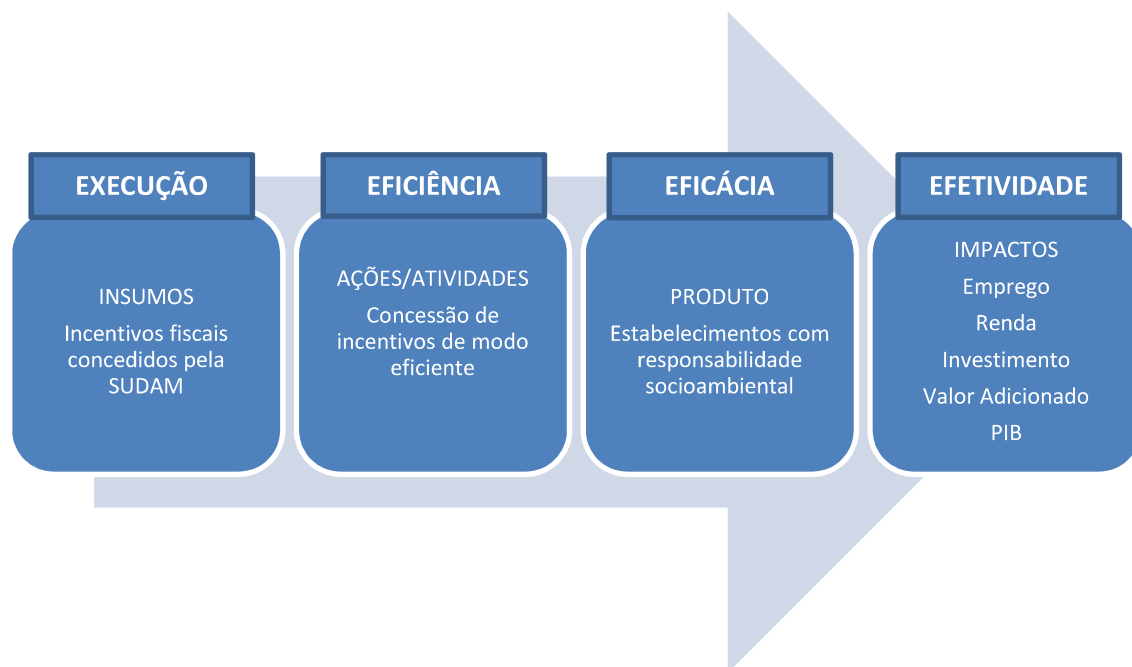 EXECUÇÃO
INSUMOS
Incentivos fiscais
concedidos pela
SUDAM
EFICIÊNCIA
AÇÕES/ATIVIDADES
Concessão de
incentivos de modo
eficiente
EFICÁCIA
PRODUTO
Estabelecimentos com
responsabilidade
socioambiental
EFETIVIDADE
IMPACTOS
Emprego
Renda
Investimento
Valor Adicionado
PIB